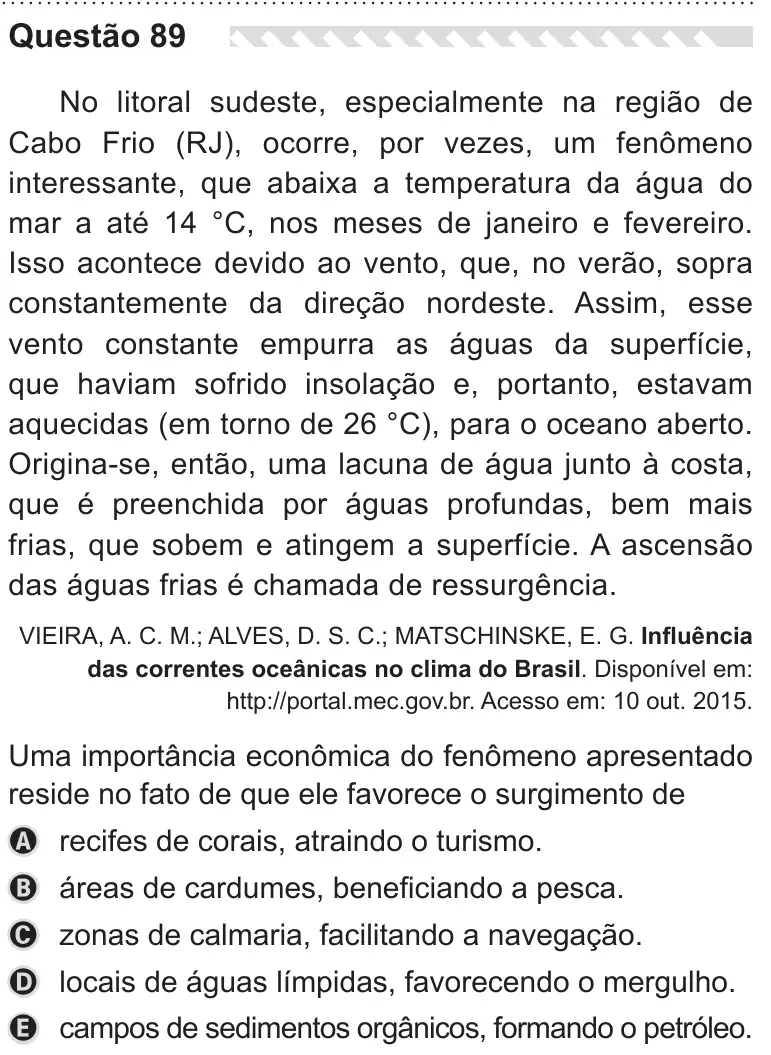 Questão 89
No litoral sudeste, especialmente na região de
Cabo Frio (RJ), ocorre, por vezes, um fenômeno
interessante, que abaixa a temperatura da água do
mar a até 14 °C, nos meses de janeiro e fevereiro.
Isso acontece devido ao vento, que, no verão, sopra
constantemente da direção nordeste. Assim, esse
vento constante empurra as águas da superfície,
que haviam sofrido insolação e, portanto, estavam
aquecidas (em torno de 26 °C), para o oceano aberto.
Origina-se, então, uma lacuna de água junto à costa,
que é preenchida por águas profundas, bem mais
frias, que sobem e atingem a superfície. A ascensão
das águas frias é chamada de ressurgência.
VIEIRA, A. C. M.; ALVES, D. S. C.; MATSCHINSKE, E. G. Influência
das correntes oceânicas no clima do Brasil. Disponível em:
http://portal.mec.gov.br. Acesso em: 10 out. 2015.
Uma importância econômica do fenômeno apresentado
reside no fato de que ele favorece o surgimento de
A recifes de corais, atraindo o turismo.
B áreas de cardumes, beneficiando a pesca.
C zonas de calmaria, facilitando a navegação.
D locais de águas límpidas, favorecendo o mergulho.
E campos de sedimentos orgânicos, formando o petróleo.